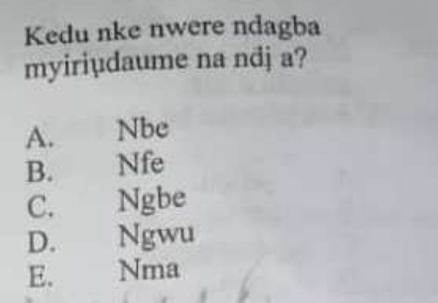 Kedu nke nwere ndagba
myiriụdaume na ndị a?
A. Nbe
B. Nfe
C. Ngbe
D. Ngwu
E. Nma